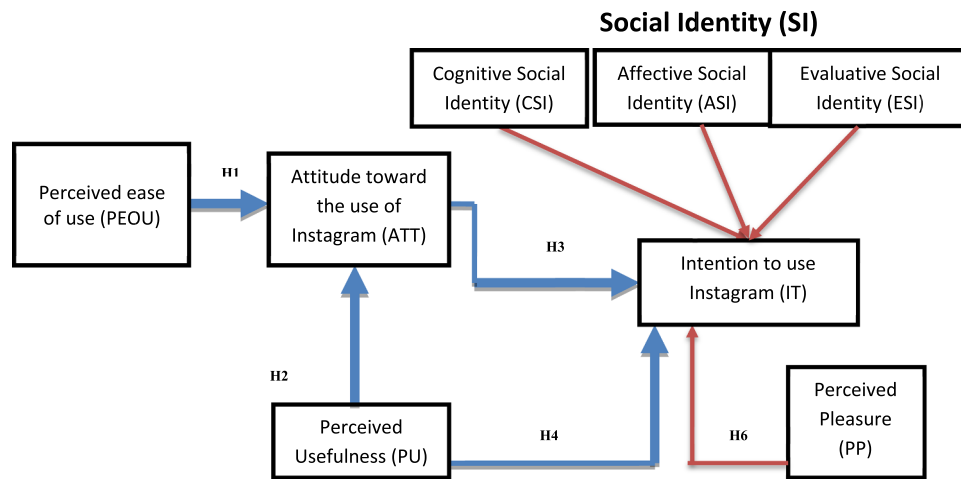 Social Identity (SI)
Cognitive Social
Identity (CSI)
Affective Social
Identity (ASI)
Evaluative Social
Identity (ESI)
H1
Perceived ease
of use (PEOU)
Attitude toward
the use of
Instagram (ATT)
H3
Intention to use
Instagram (IT)
H2
Perceived
Usefulness (PU)
H4
H6
Perceived
Pleasure
(PP)